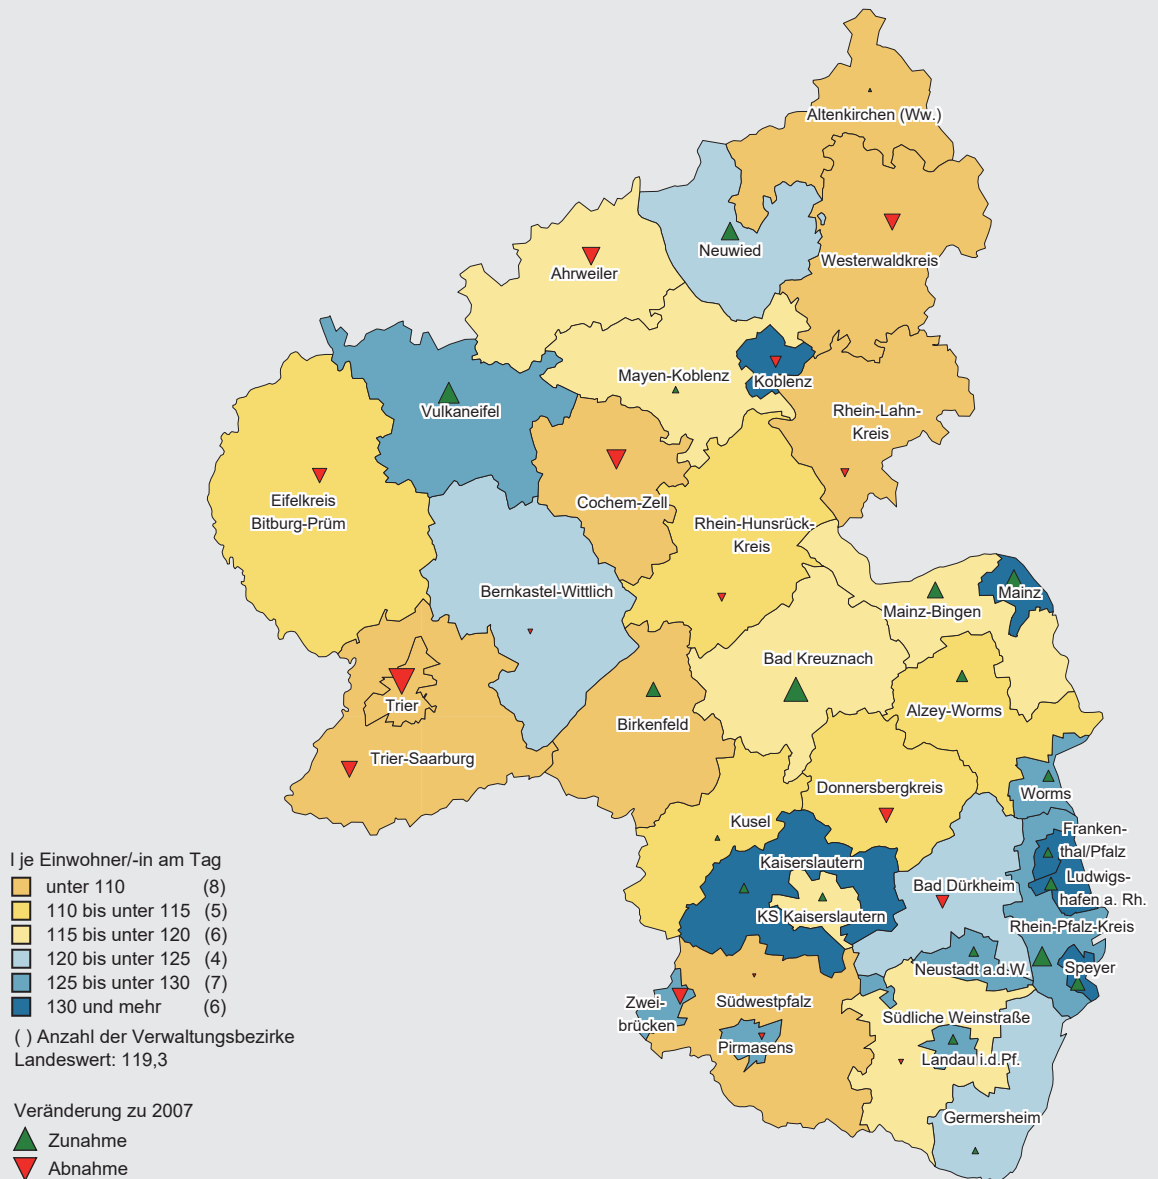 Altenkirchen (Ww.)
Neuwied
Westerwaldkreis
Ahrweiler
Mayen-Koblenz
Koblenz
Vulkaneifel
Rhein-Lahn-
Kreis
Eifelkreis
Bitburg-Prüm
Cochem-Zell
Rhein-Hunsrück-
Kreis
Bernkastel-Wittlich
Mainz
Mainz-Bingen
Bad Kreuznach
Trier
Birkenfeld
Alzey-Worms
Trier-Saarburg
Donnersbergkreis
Worms
Kusel
Franken-
thal/Pfalz
Kaiserslautern
Ludwigs-
hafen a. Rh.
Bad Dürkheim
KS Kaiserslautern
Rhein-Pfalz-Kreis
Neustadt a.d.W.
Speyer
Zwei-
brücken
Südwestpfalz
Südliche Weinstraße
Pirmasens
Landau i.d.Pf.
Germersheim
l je Einwohner/-in am Tag
unter 110 (8)
110 bis unter 115 (5)
115 bis unter 120 (6)
120 bis unter 125 (4)
125 bis unter 130 (7)
130 und mehr (6)
( ) Anzahl der Verwaltungsbezirke
Landeswert: 119,3
Veränderung zu 2007
Zunahme
Abnahme